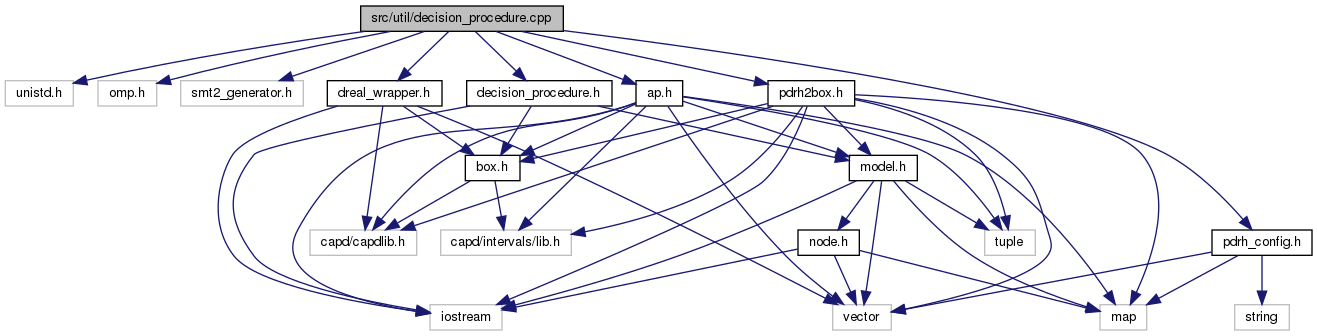 src/util/decision_procedure.cpp
unistd.h
omp.h
smt2_generator.h
dreal_wrapper.h
decision_procedure.h
ap.h
pdrh2box.h
box.h
model.h
capd/capdlib.h
capd/intervals/lib.h
node.h
tuple
pdrh_config.h
iostream
vector
map
string